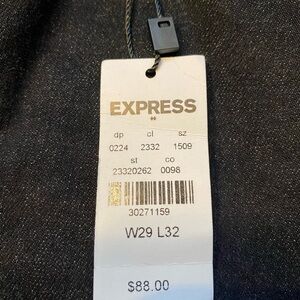 EXPRESS
dp cl sz
0224 2332 1509
st co
23320262 0098
30271159
W29 L32
$88.00